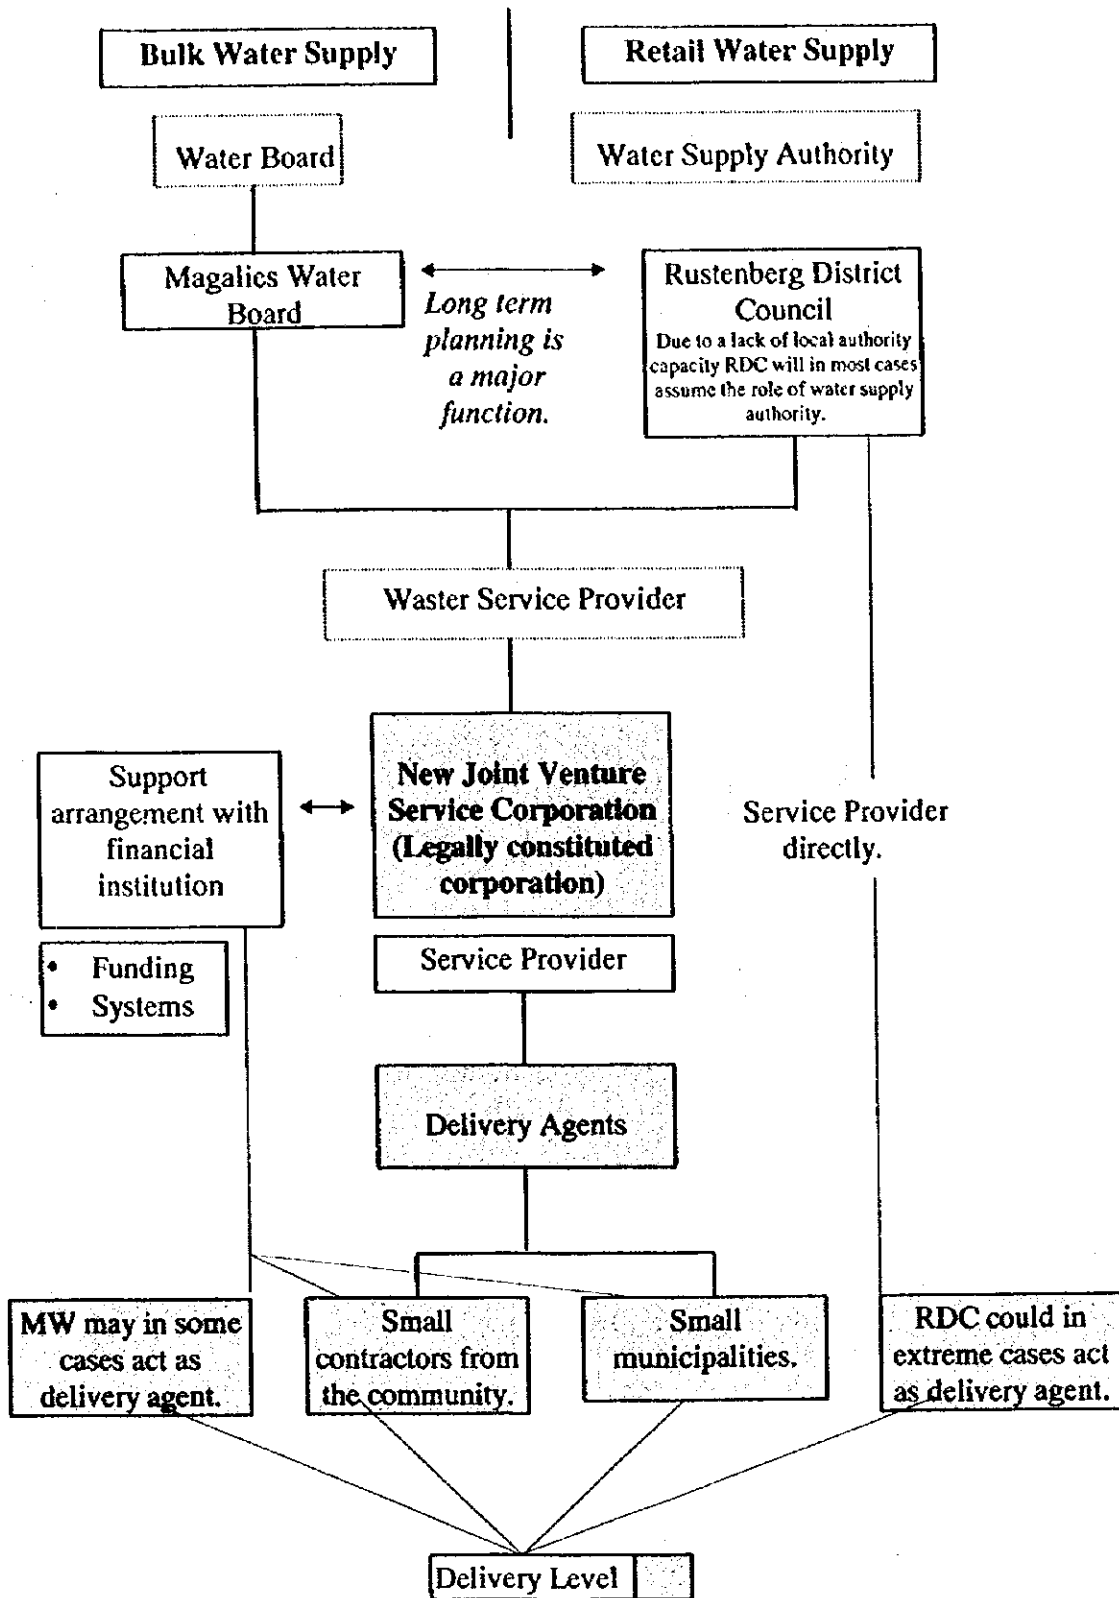 Bulk Water Supply
Retail Water Supply
Water Board
Water Supply Authority
Magalics Water
Board
Long term
planning is
a major
function.
Rustenberg District
Council
Due to a lack of local authority
capacity RDC will in most cases
assume the role of water supply
authority.
Waster Service Provider
Support
arrangement with
financial
institution
New Joint Venture
Service Corporation
(Legally constituted
corporation)
Service Provider
directly.
• Funding
• Systems
Service Provider
Delivery Agents
MW may in some
cases act as
delivery agent.
Small
contractors from
the community.
Small
municipalities.
RDC could in
extreme cases act
as delivery agent.
Delivery Level